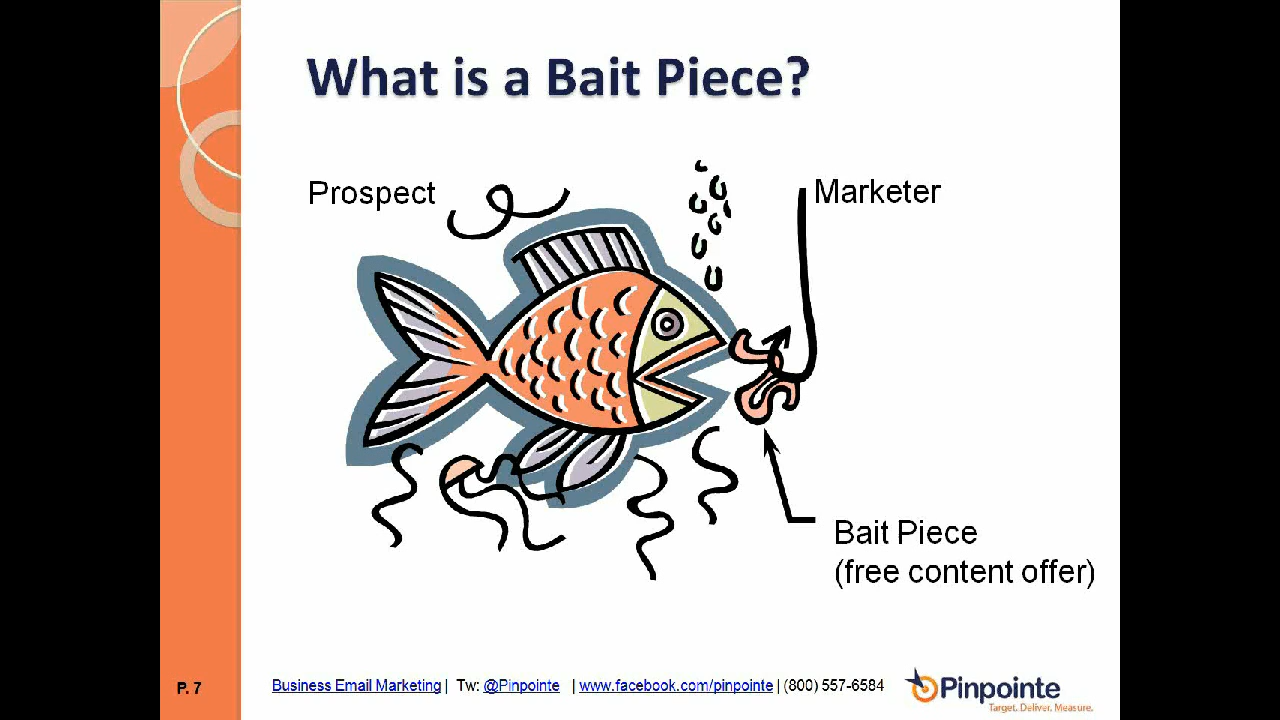 What is a Bait Piece?
Prospect
Marketer
Bait Piece
(free content offer)
P. 7
Business Email Marketing | Tw: @Pinpointe | www.facebook.com/pinpointe | (800) 557-6584
Pinpointe
Target. Deliver. Measure.